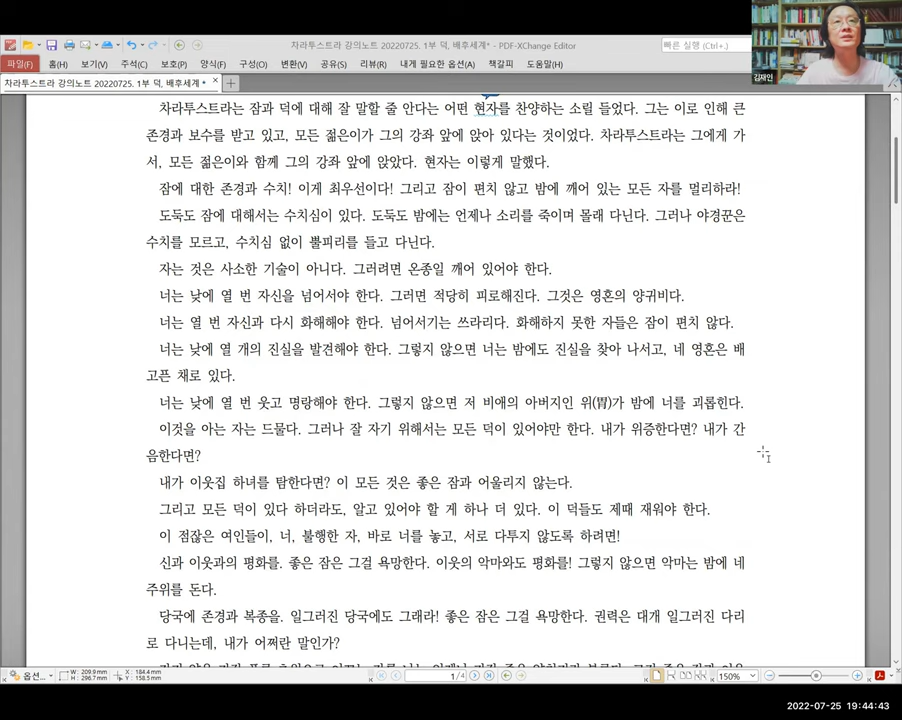 차라투스트라 강의노트 20220725. 1부 덕, 배후세계* - PDF-XChange Editor
빠른 실행 (Ctrl+.)
파일(F) 홈(H) 보기(V) 주석(C) 보호(P) 양식(F) 구성(O) 변환(V) 공유(S) 리뷰(R) 내게 필요한 옵션(A) 책갈피 도움말(H)
김재인
차라투스트라 강의노트 20220725. 1부 덕, 배후세계 * ×
차라투스트라는 잠과 덕에 대해 잘 말할 줄 안다는 어떤 현자를 찬양하는 소릴 들었다. 그는 이로 인해 큰
존경과 보수를 받고 있고, 모든 젊은이가 그의 강좌 앞에 앉아 있다는 것이었다. 차라투스트라는 그에게 가
서, 모든 젊은이와 함께 그의 강좌 앞에 앉았다. 현자는 이렇게 말했다.
잠에 대한 존경과 수치! 이게 최우선이다! 그리고 잠이 편치 않고 밤에 깨어 있는 모든 자를 멀리하라!
도둑도 잠에 대해서는 수치심이 있다. 도둑도 밤에는 언제나 소리를 죽이며 몰래 다닌다. 그러나 야경꾼은
수치를 모르고, 수치심 없이 뿔피리를 들고 다닌다.
자는 것은 사소한 기술이 아니다. 그러려면 온종일 깨어 있어야 한다.
너는 낮에 열 번 자신을 넘어서야 한다. 그러면 적당히 피로해진다. 그것은 영혼의 양귀비다.
너는 열 번 자신과 다시 화해해야 한다. 넘어서기는 쓰라리다. 화해하지 못한 자들은 잠이 편치 않다.
너는 낮에 열 개의 진실을 발견해야 한다. 그렇지 않으면 너는 밤에도 진실을 찾아 나서고, 네 영혼은 배
고픈 채로 있다.
너는 낮에 열 번 웃고 명랑해야 한다. 그렇지 않으면 저 비애의 아버지인 위(胃)가 밤에 너를 괴롭힌다.
이것을 아는 자는 드물다. 그러나 잘 자기 위해서는 모든 덕이 있어야만 한다. 내가 위증한다면? 내가 간
음한다면?
내가 이웃집 하녀를 탐한다면? 이 모든 것은 좋은 잠과 어울리지 않는다.
그리고 모든 덕이 있다 하더라도, 알고 있어야 할 게 하나 더 있다. 이 덕들도 제때 재워야 한다.
이 점잖은 여인들이, 너, 불행한 자, 바로 너를 놓고, 서로 다투지 않도록 하려면!
신과 이웃과의 평화를. 좋은 잠은 그걸 욕망한다. 이웃의 악마와도 평화를! 그렇지 않으면 악마는 밤에 네
주위를 돈다.
당국에 존경과 복종을. 일그러진 당국에도 그래라! 좋은 잠은 그걸 욕망한다. 권력은 대개 일그러진 다리
로 다니는데, 내가 어쩌란 말인가?
옵션... W: 209.9 mm X: 184.4 mm 1/4 150%
H: 296.7 mm Y: 158.5 mm
2022-07-25 19:44:43